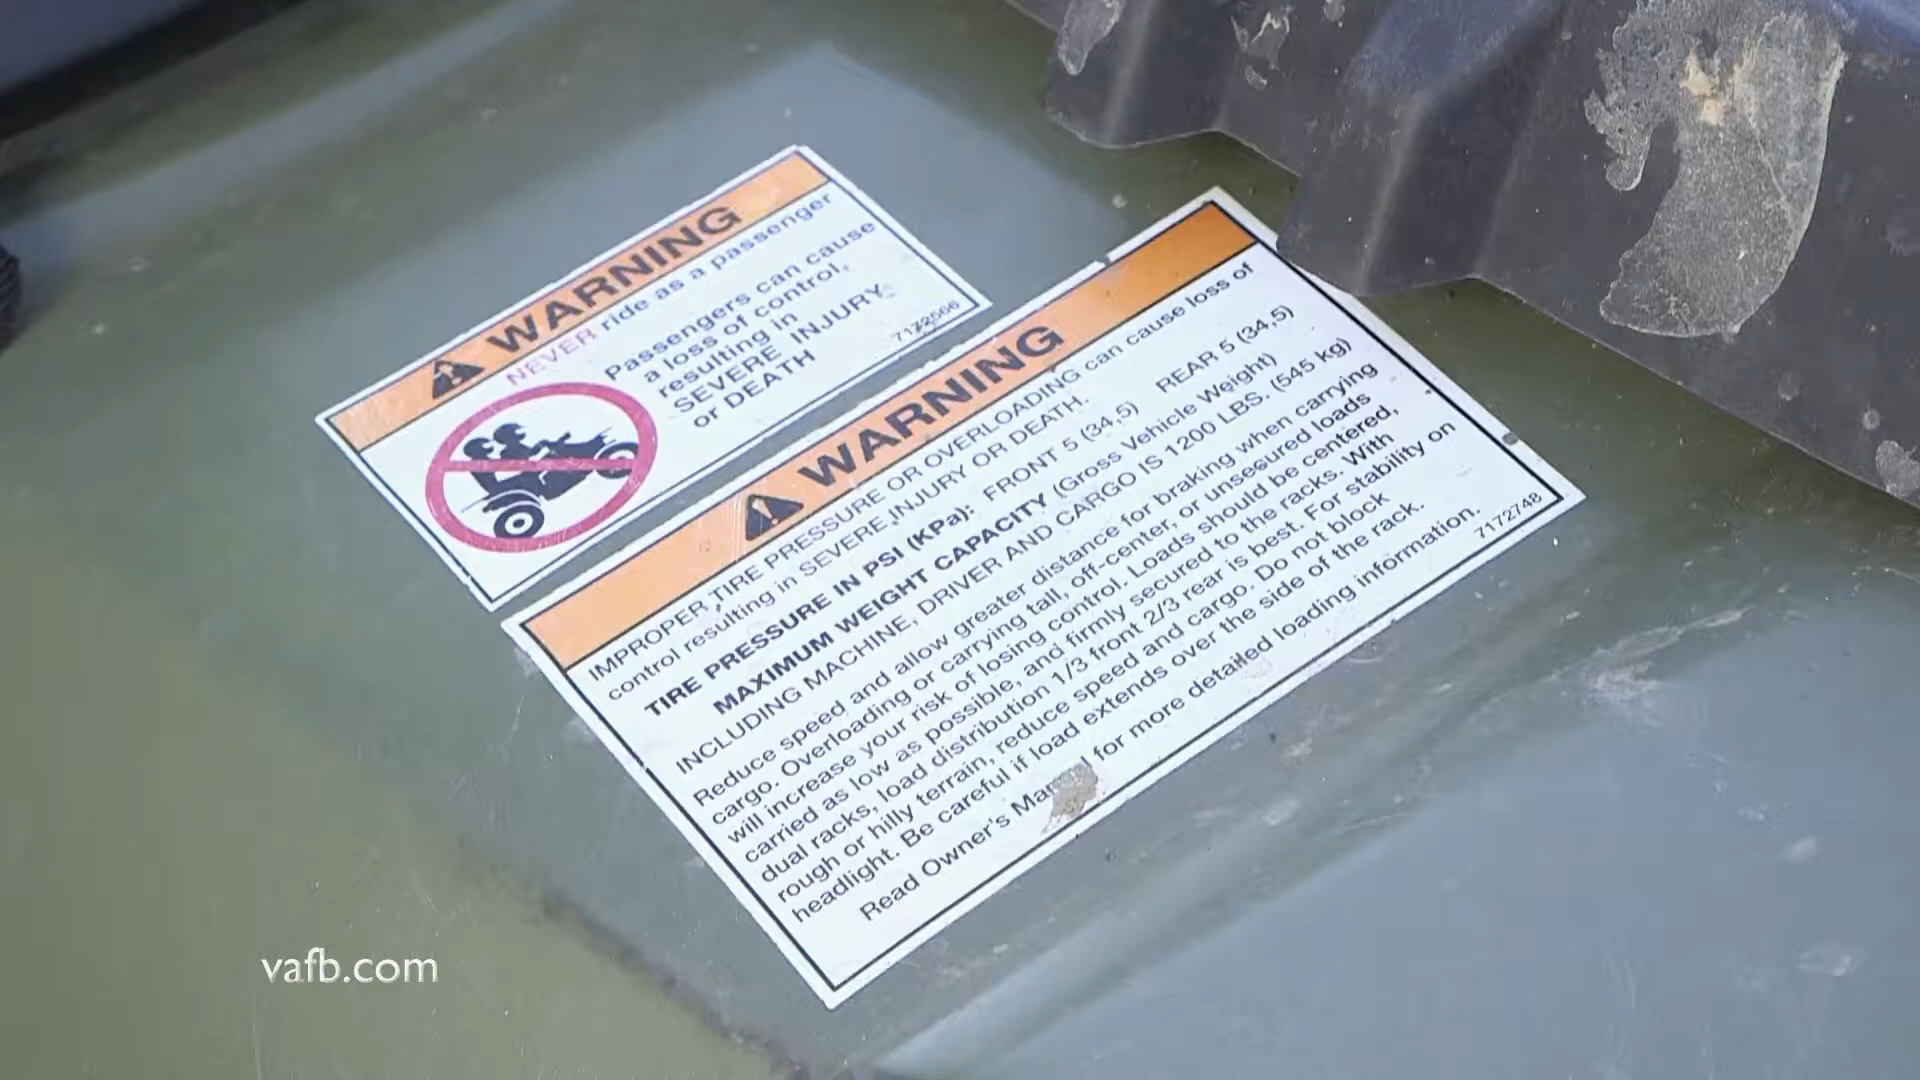 WARNING
NEVER ride as a passenger
Passengers can cause
a loss of control,
resulting in
SEVERE INJURY
or DEATH
WARNING
IMPROPER TIRE PRESSURE OR OVERLOADING can cause loss of
control resulting in SEVERE INJURY OR DEATH.
TIRE PRESSURE IN PSI (KPa): FRONT 5 (34,5) REAR 5 (34,5)
MAXIMUM WEIGHT CAPACITY (Gross Vehicle Weight)
INCLUDING MACHINE, DRIVER AND CARGO IS 1200 LBS. (545 kg)
Reduce speed and allow greater distance for braking when carrying
cargo. Overloading or carrying tall, off-center, or unsecured loads
will increase your risk of losing control. Loads should be centered,
carried as low as possible, and firmly secured to the racks. With
dual racks, load distribution 1/3 front 2/3 rear is best. For stability on
rough or hilly terrain, reduce speed and cargo. Do not block
headlight. Be careful if load extends over the side of the rack.
Read Owner's for more detailed loading information.
7172748
vafb.com